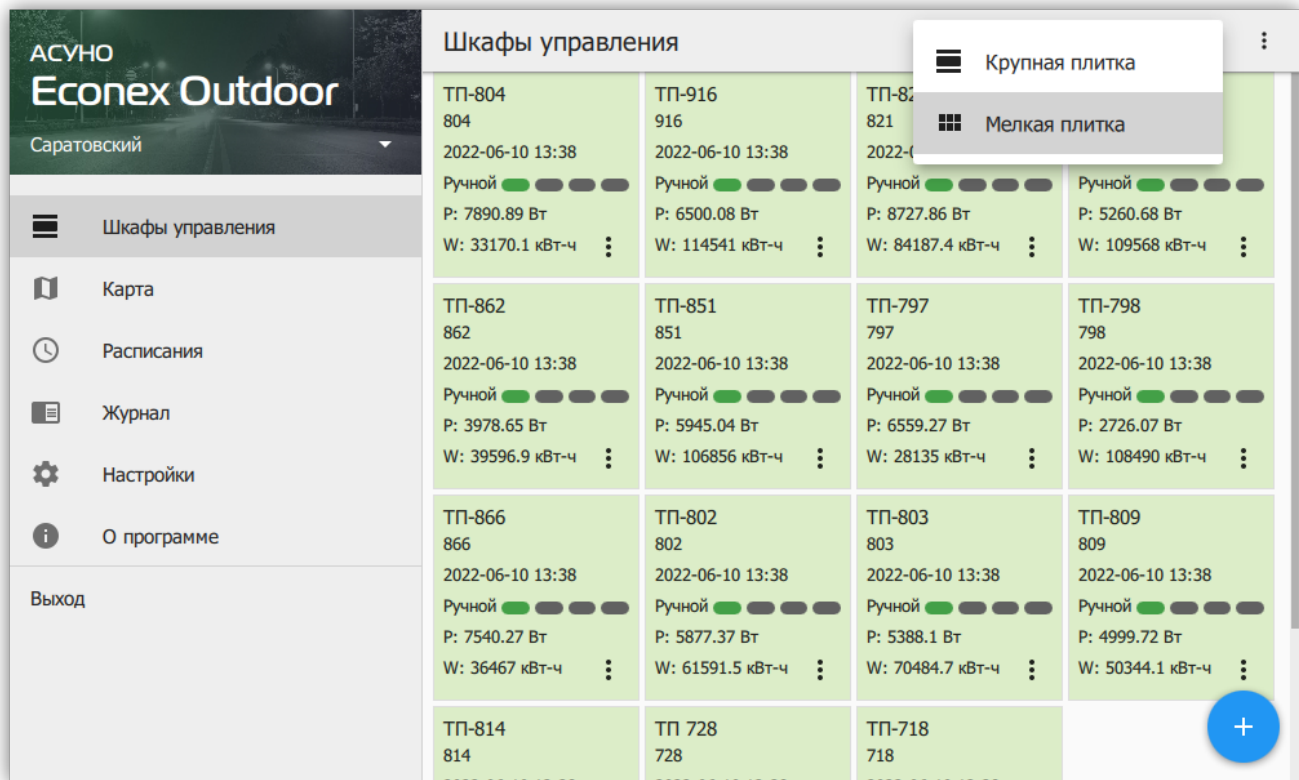 АСУНО
Econex Outdoor
Саратовский
Шкафы управления
Карта
Расписания
Журнал
Настройки
О программе
Выход
Шкафы управления
Крупная плитка
Мелкая плитка
ТП-804
804
2022-06-10 13:38
Ручной
P: 7890.89 Вт
W: 33170.1 кВт-ч
ТП-916
916
2022-06-10 13:38
Ручной
P: 6500.08 Вт
W: 114541 кВт-ч
ТП-82
821
2022-
Ручной
P: 8727.86 Вт
W: 84187.4 кВт-ч
Ручной
P: 5260.68 Вт
W: 109568 кВт-ч
ТП-862
862
2022-06-10 13:38
Ручной
P: 3978.65 Вт
W: 39596.9 кВт-ч
ТП-851
851
2022-06-10 13:38
Ручной
P: 5945.04 Вт
W: 106856 кВт-ч
ТП-797
797
2022-06-10 13:38
Ручной
P: 6559.27 Вт
W: 28135 кВт-ч
ТП-798
798
2022-06-10 13:38
Ручной
P: 2726.07 Вт
W: 108490 кВт-ч
ТП-866
866
2022-06-10 13:38
Ручной
P: 7540.27 Вт
W: 36467 кВт-ч
ТП-802
802
2022-06-10 13:38
Ручной
P: 5877.37 Вт
W: 61591.5 кВт-ч
ТП-803
803
2022-06-10 13:38
Ручной
P: 5388.1 Вт
W: 70484.7 кВт-ч
ТП-809
809
2022-06-10 13:38
Ручной
P: 4999.72 Вт
W: 50344.1 кВт-ч
ТП-814
814
ТП 728
728
ТП-718
718